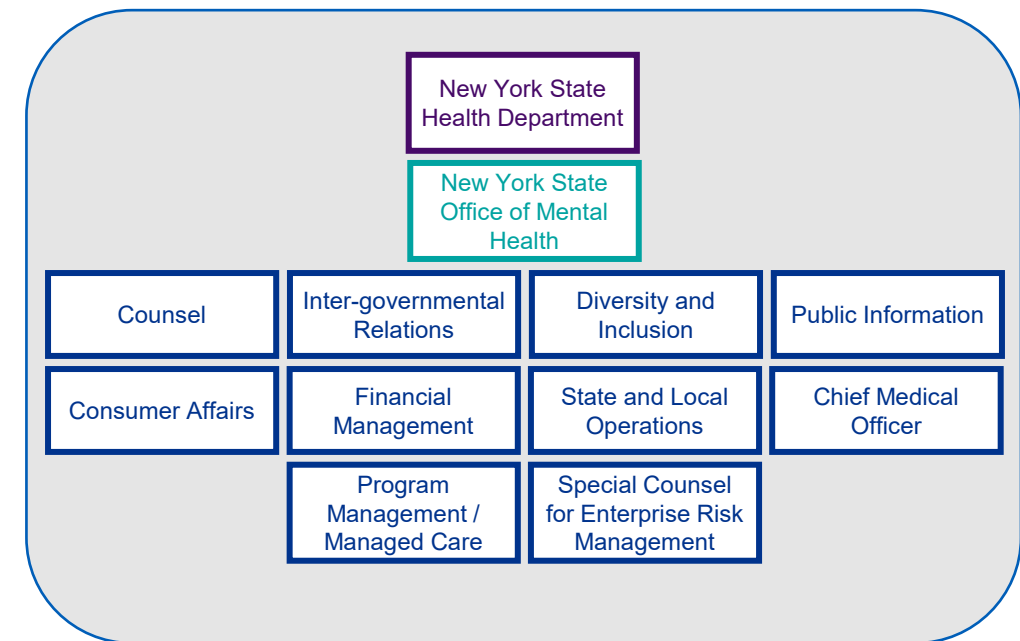 New York State
Health Department
New York State
Office of Mental
Health
Counsel
Inter-governmental
Relations
Diversity and
Inclusion
Public Information
Consumer Affairs
Financial
Management
State and Local
Operations
Chief Medical
Officer
Program
Management /
Managed Care
Special Counsel
for Enterprise Risk
Management